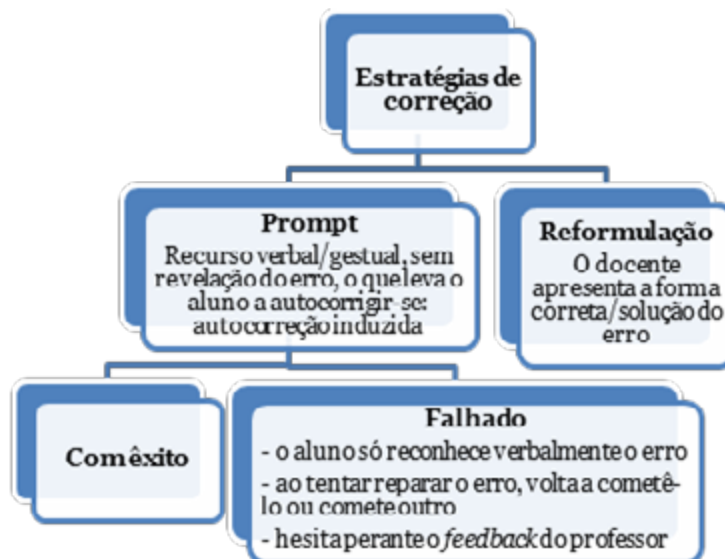 Estratégias de
correção
Prompt
Recurso verbal/gestual, sem
revelação do erro, o que leva o
aluno a autocorrigir-se:
autocorreção induzida
Reformulação
O docente
apresenta a forma
correta/solução do
erro
Com êxito
Falhado
- o aluno só reconhece verbalmente o erro
- ao tentar reparar o erro, volta a cometê-
lo ou comete outro
- hesita perante o feedback do professor